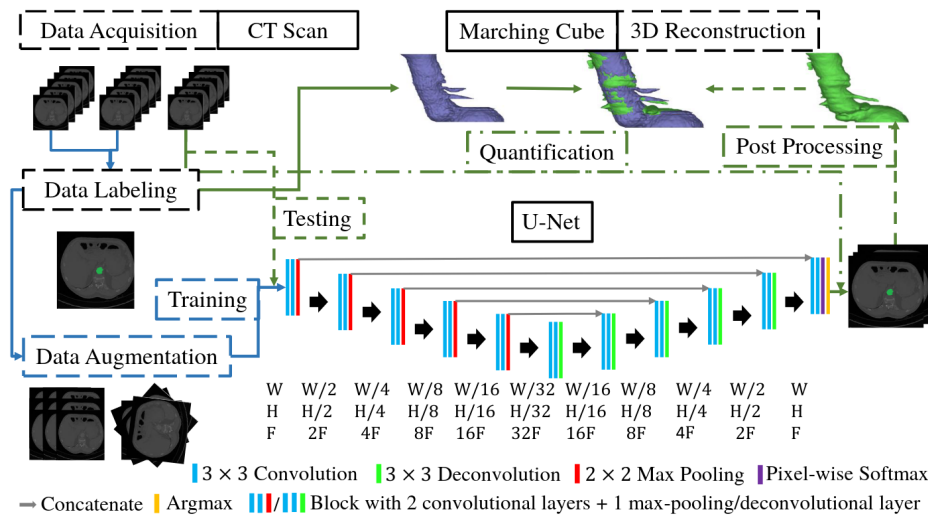 Data Acquisition CT Scan Marching Cube 3D Reconstruction
Quantification Post Processing
Data Labeling
Testing U-Net
Training
Data Augmentation
W W/2 W/4 W/8 W/16 W/32 W/16 W/8 W/4 W/2 W
H H/2 H/4 H/8 H/16 H/32 H/16 H/8 H/4 H/2 H
F 2F 4F 8F 16F 32F 16F 8F 4F 2F F
3 × 3 Convolution 3 × 3 Deconvolution 2 × 2 Max Pooling Pixel-wise Softmax
Concatenate Argmax / Block with 2 convolutional layers + 1 max-pooling/deconvolutional layer